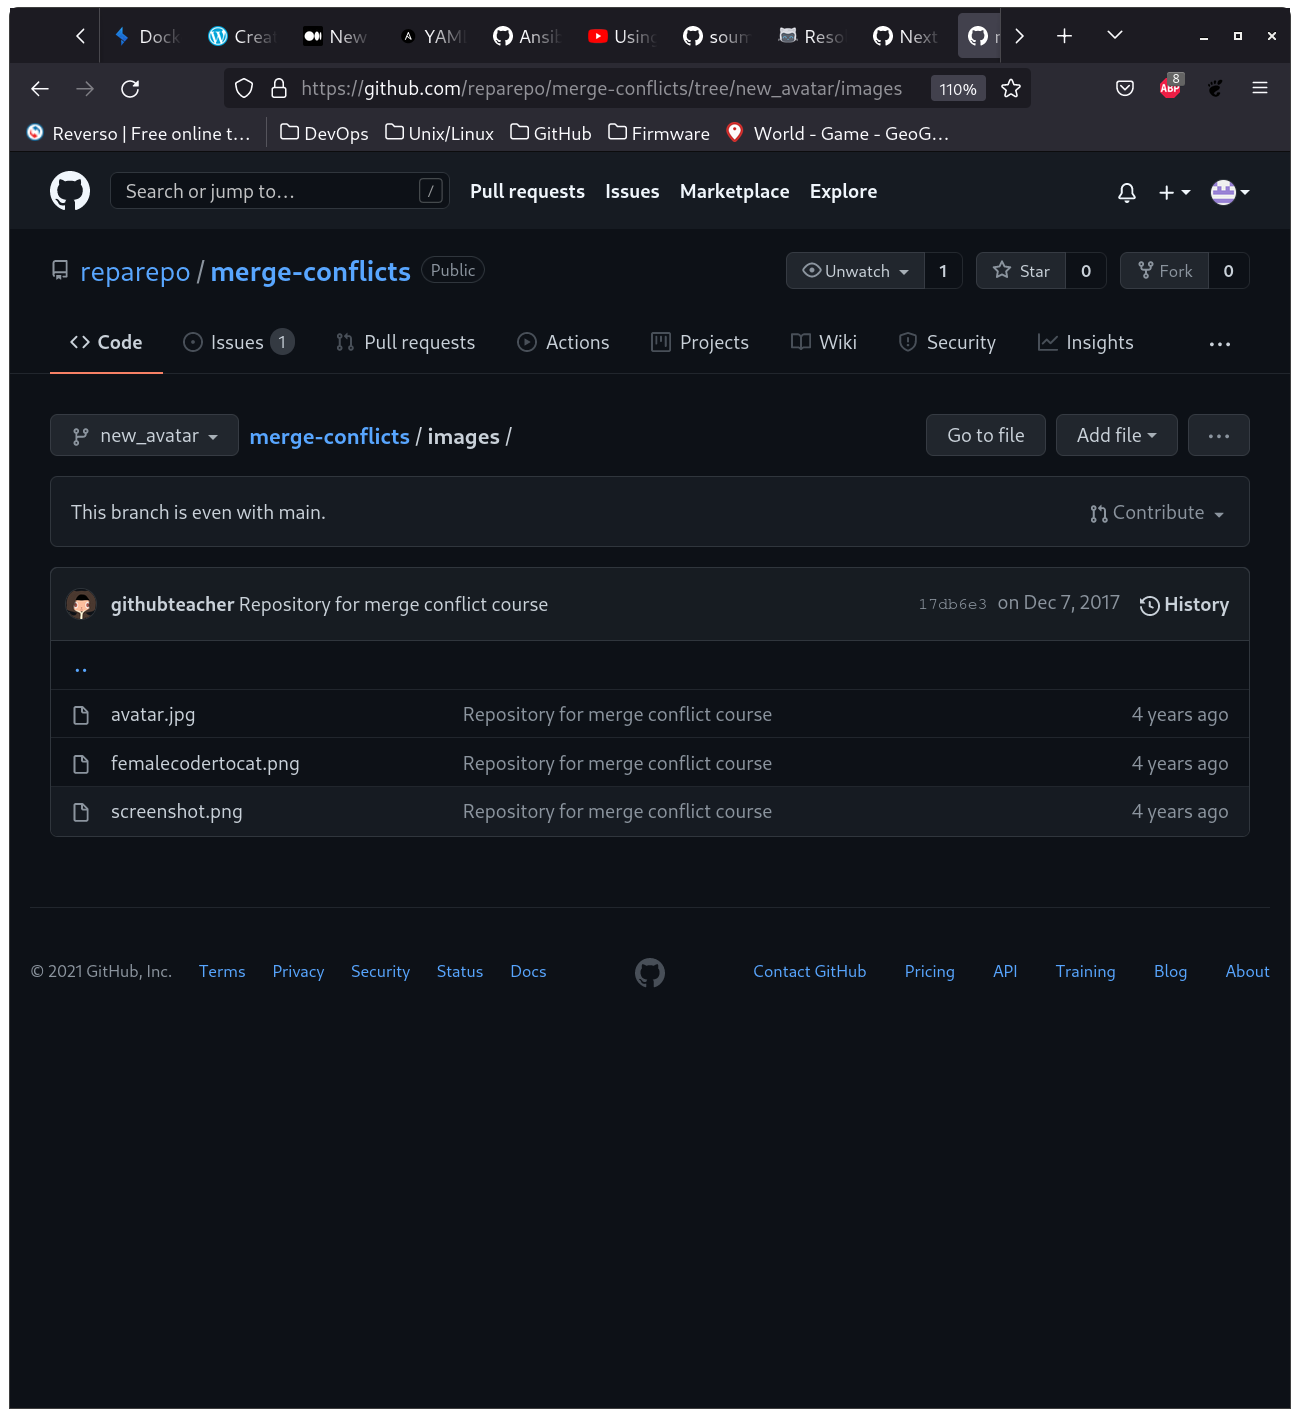 Dock Crea New YAML Ansib Using soum Reso Next
https://github.com/reparepo/merge-conflicts/tree/new_avatar/images 110% ABP 8
Reverso | Free online t... DevOps Unix/Linux GitHub Firmware World - Game - GeoG...
Search or jump to... / Pull requests Issues Marketplace Explore
reparepo / merge-conflicts Public Unwatch 1 Star 0 Fork 0
Code Issues 1 Pull requests Actions Projects Wiki Security Insights ...
new_avatar merge-conflicts / images / Go to file Add file ...
This branch is even with main. Contribute
githubteacher Repository for merge conflict course 17db6e3 on Dec 7, 2017 History
..
avatar.jpg Repository for merge conflict course 4 years ago
femalecodertocat.png Repository for merge conflict course 4 years ago
screenshot.png Repository for merge conflict course 4 years ago
© 2021 GitHub, Inc. Terms Privacy Security Status Docs Contact GitHub Pricing API Training Blog About